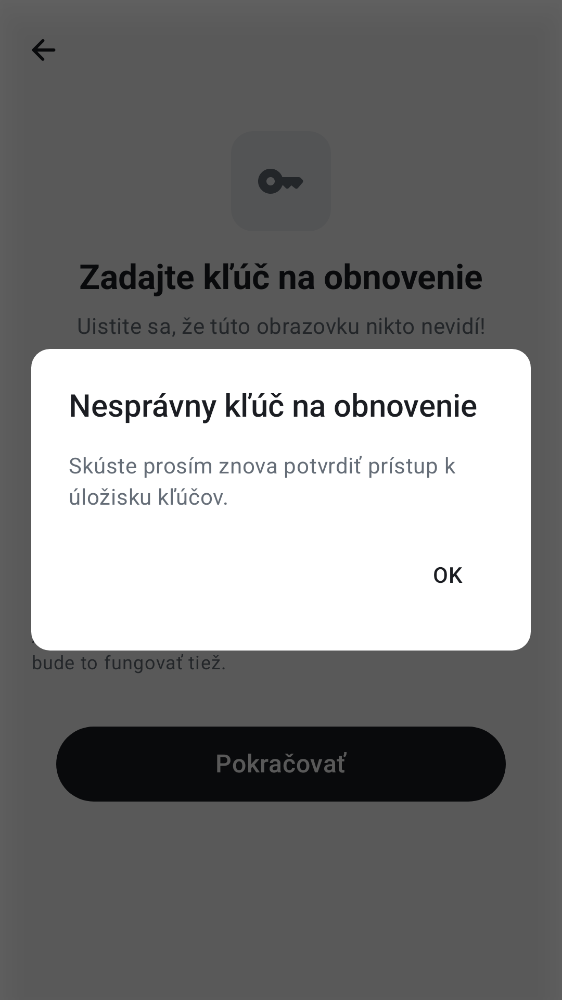 Zadajte kľúč na obnovenie
Uistite sa, že túto obrazovku nikto nevidí!
Nesprávny kľúč na obnovenie
Skúste prosím znova potvrdiť prístup k
úložisku kľúčov.
OK
bude to fungovať tiež.
Pokračovať